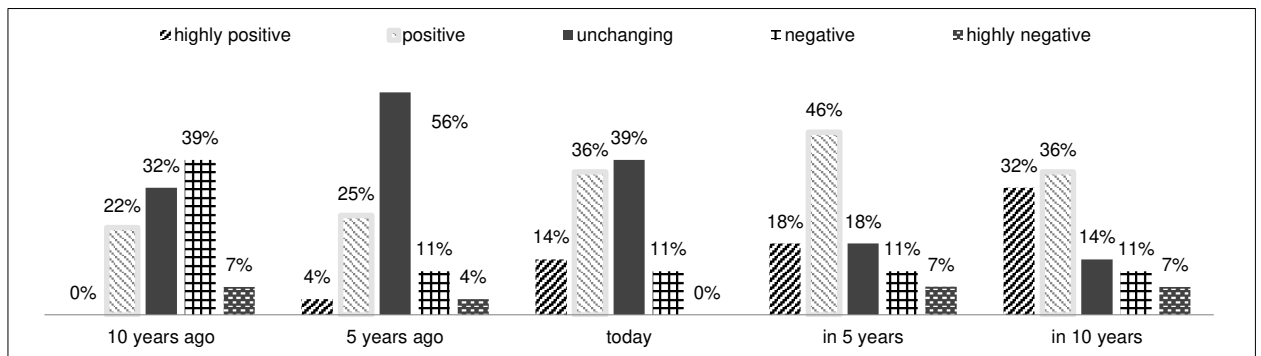 highly positive positive unchanging negative highly negative
0% 22% 32% 39% 7%
4% 25% 56% 11% 4%
14% 36% 39% 11% 0%
18% 46% 18% 11% 7%
32% 36% 14% 11% 7%
10 years ago 5 years ago today in 5 years in 10 years